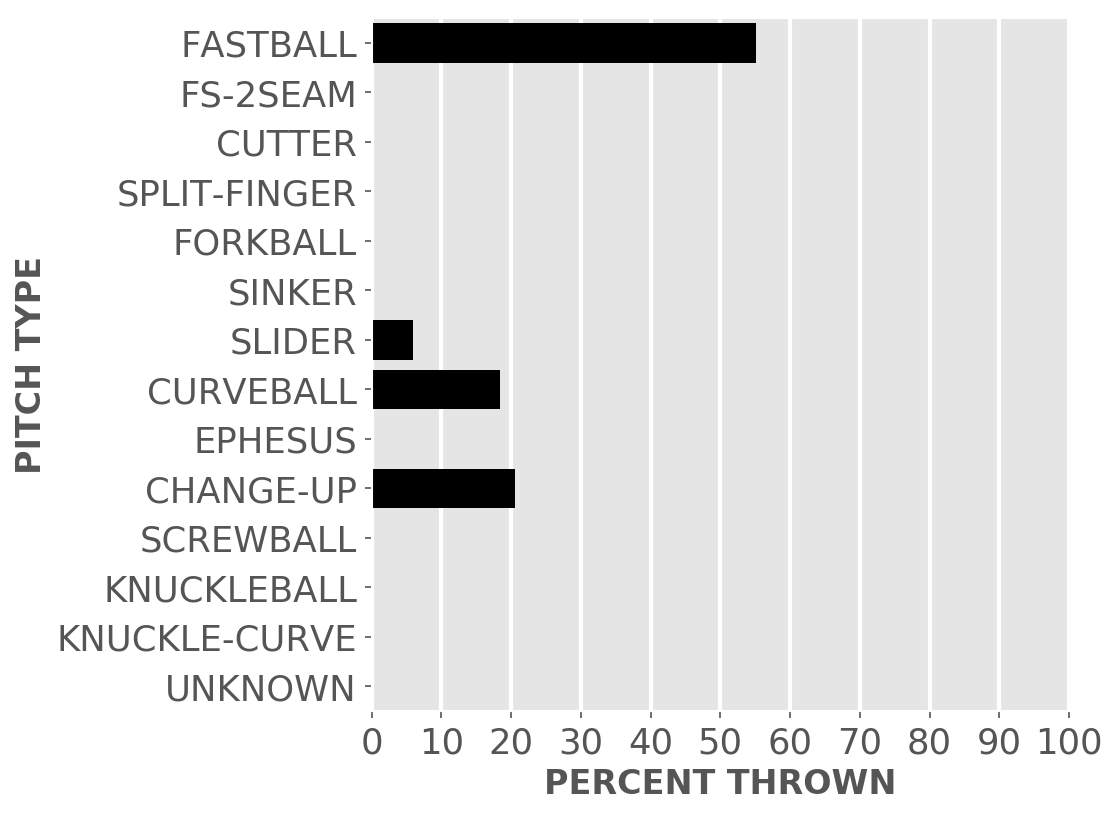 FASTBALL
FS-2SEAM
CUTTER
SPLIT-FINGER
FORKBALL
SINKER
SLIDER
CURVEBALL
EPHESUS
CHANGE-UP
SCREWBALL
KNUCKLEBALL
KNUCKLE-CURVE
UNKNOWN
PITCH TYPE
0 10 20 30 40 50 60 70 80 90 100
PERCENT THROWN